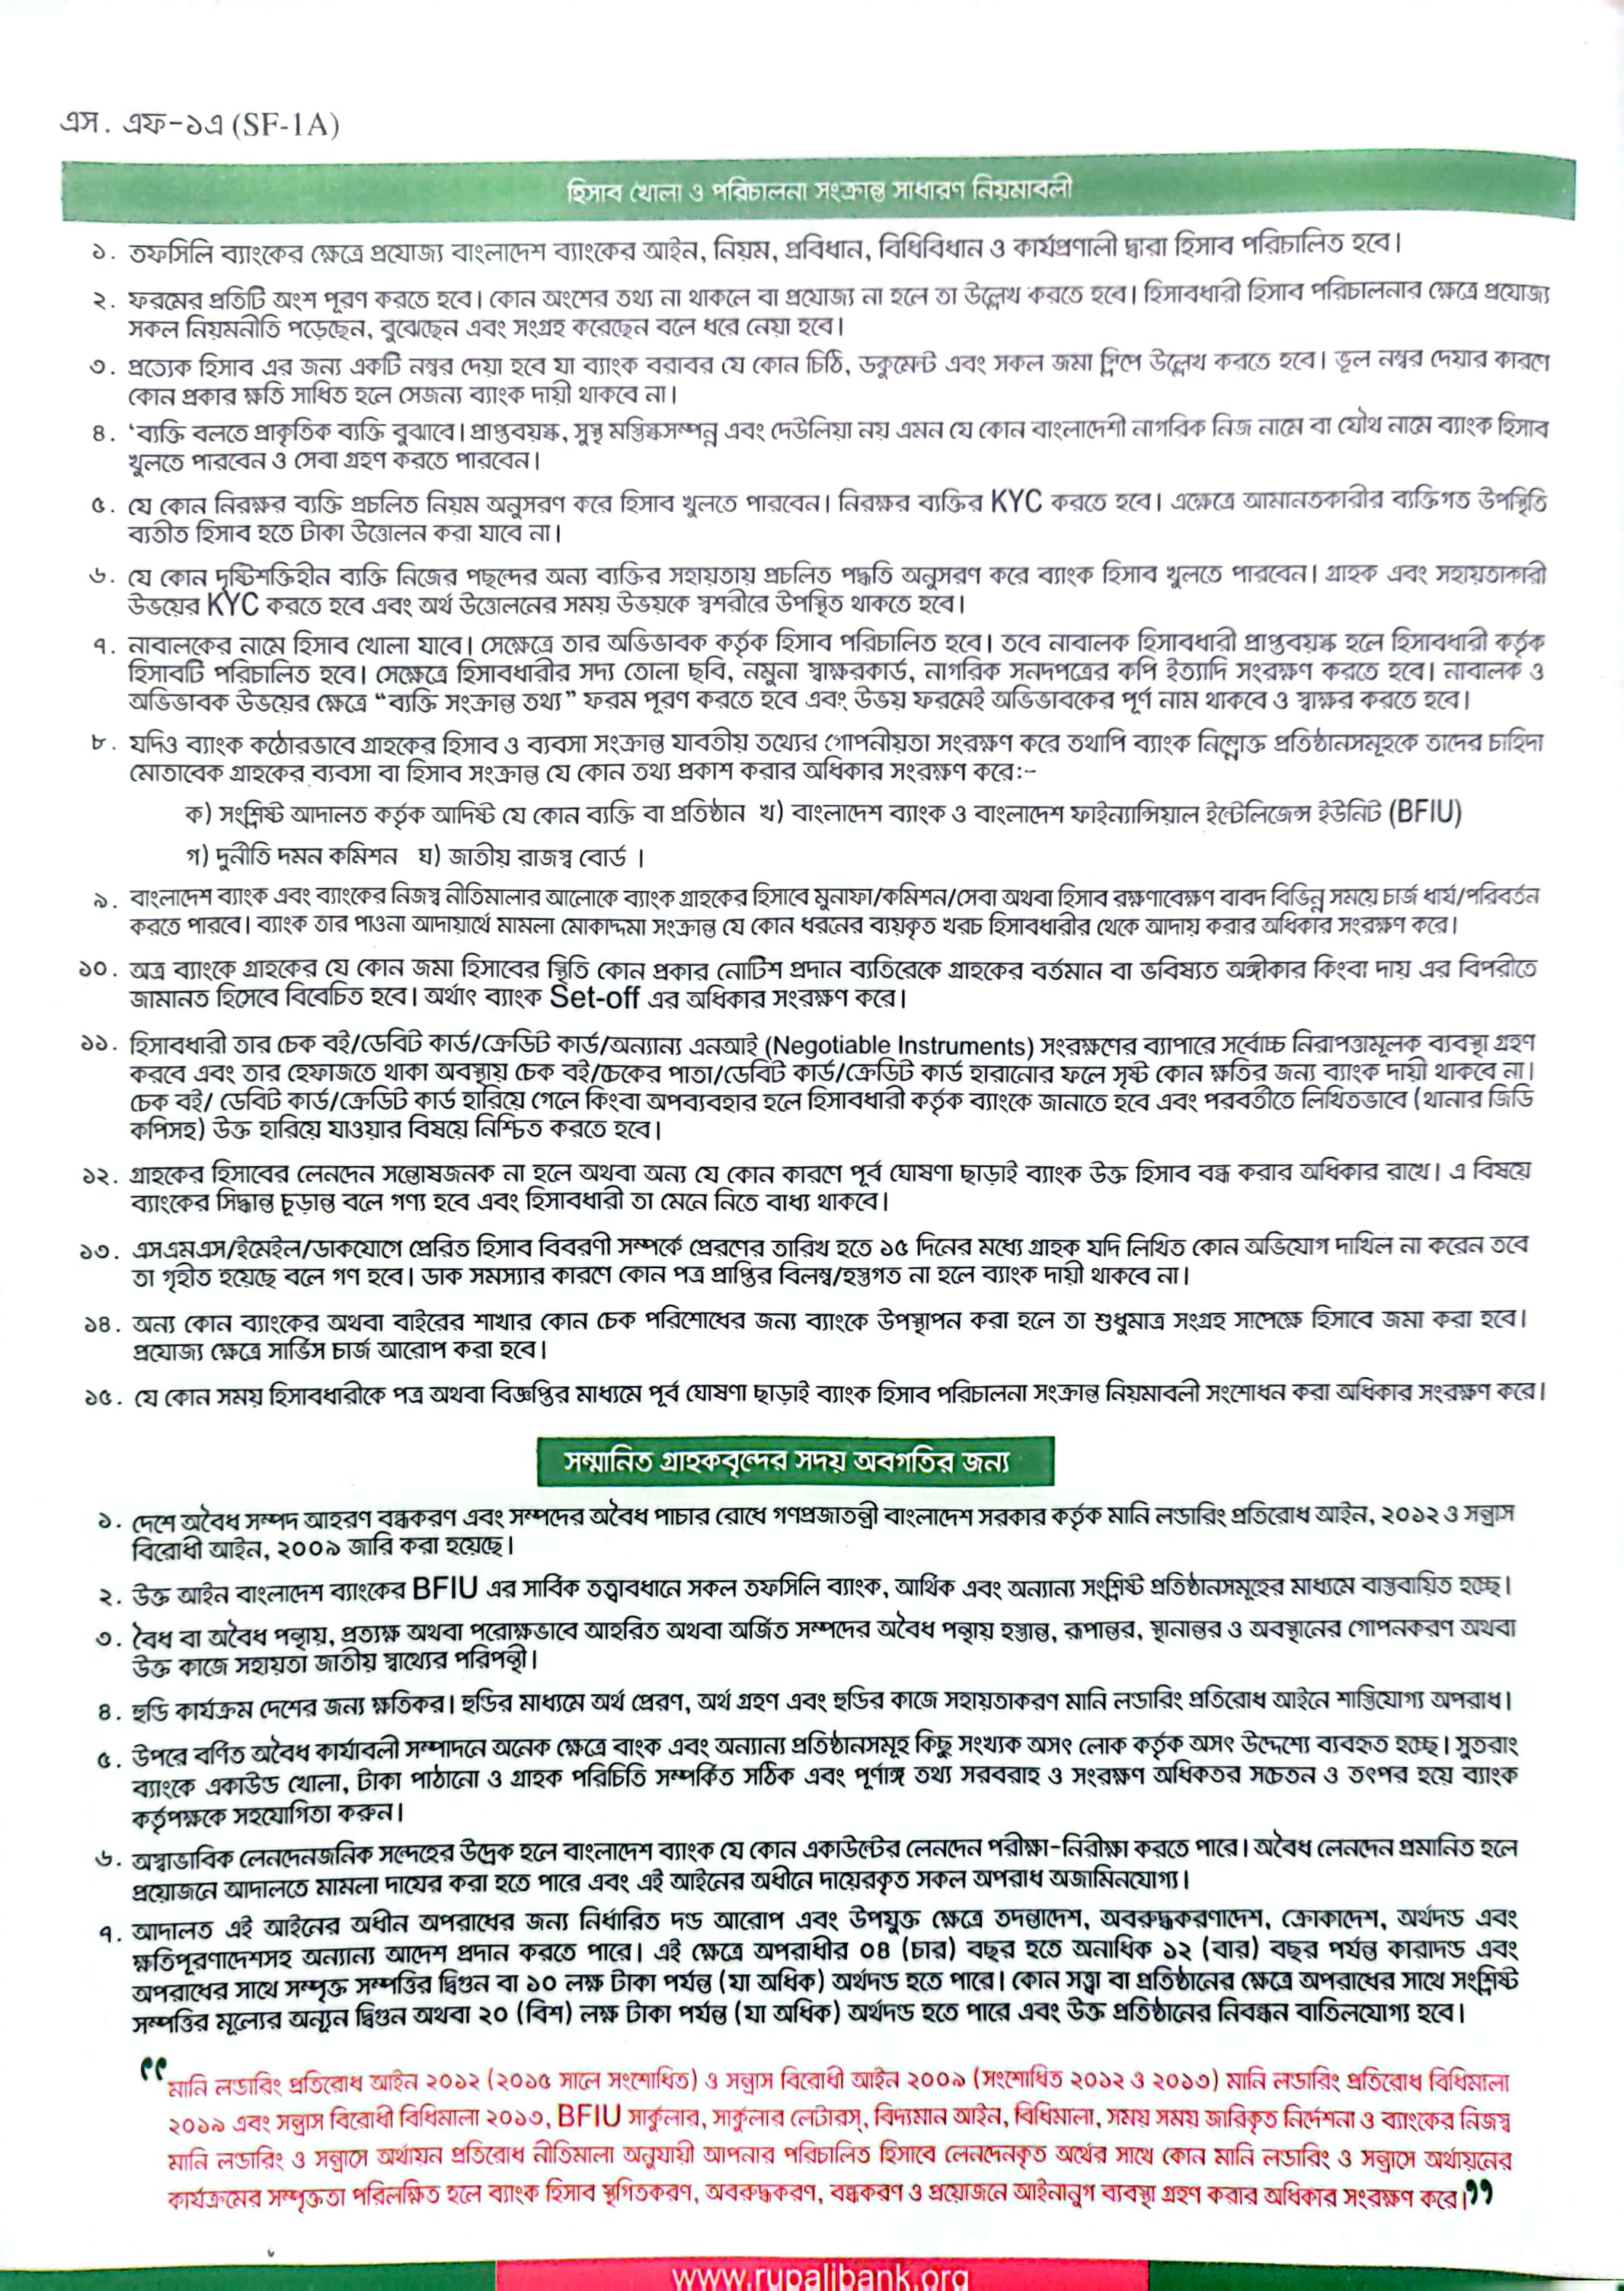 এস. এফ-১এ (SF-1A)
হিসাব খোলা ও পরিচালনা সংক্রান্ত সাধারণ নিয়মাবলী
১. তফসিলি ব্যাংকের ক্ষেত্রে প্রযোজ্য বাংলাদেশ ব্যাংকের আইন, নিয়ম, প্রবিধান, বিধিবিধান ও কার্যপ্রণালী দ্বারা হিসাব পরিচালিত হবে।
২. ফরমের প্রতিটি অংশ পূরণ করতে হবে। কোন অংশের তথ্য না থাকলে বা প্রযোজ্য না হলে তা উল্লেখ করতে হবে। হিসাবধারী হিসাব পরিচালনার ক্ষেত্রে প্রযোজ্য
সকল নিয়মনীতি পড়েছেন, বুঝেছেন এবং সংগ্রহ করেছেন বলে ধরে নেয়া হবে।
৩. প্রত্যেক হিসাব এর জন্য একটি নম্বর দেয়া হবে যা ব্যাংক বরাবর যে কোন চিঠি, ডকুমেন্ট এবং সকল জমা স্লিপে উল্লেখ করতে হবে। ভূল নম্বর দেয়ার কারণে
কোন প্রকার ক্ষতি সাধিত হলে সেজন্য ব্যাংক দায়ী থাকবে না।
৪. ‘ব্যক্তি বলতে প্রাকৃতিক ব্যক্তি বুঝাবে। প্রাপ্তবয়স্ক, সুস্থ মস্তিষ্কসম্পন্ন এবং দেউলিয়া নয় এমন যে কোন বাংলাদেশী নাগরিক নিজ নামে বা যৌথ নামে ব্যাংক হিসাব
খুলতে পারবেন ও সেবা গ্রহণ করতে পারবেন।
৫. যে কোন নিরক্ষর ব্যক্তি প্রচলিত নিয়ম অনুসরণ করে হিসাব খুলতে পারবেন। নিরক্ষর ব্যক্তির KYC করতে হবে। এক্ষেত্রে আমানতকারীর ব্যক্তিগত উপস্থিতি
ব্যতীত হিসাব হতে টাকা উত্তোলন করা যাবে না।
৬. যে কোন দৃষ্টিশক্তিহীন ব্যক্তি নিজের পছন্দের অন্য ব্যক্তির সহায়তায় প্রচলিত পদ্ধতি অনুসরণ করে ব্যাংক হিসাব খুলতে পারবেন। গ্রাহক এবং সহায়তাকারী
উভয়ের KYC করতে হবে এবং অর্থ উত্তোলনের সময় উভয়কে স্বশরীরে উপস্থিত থাকতে হবে।
৭. নাবালকের নামে হিসাব খোলা যাবে। সেক্ষেত্রে তার অভিভাবক কর্তৃক হিসাব পরিচালিত হবে। তবে নাবালক হিসাবধারী প্রাপ্তবয়স্ক হলে হিসাবধারী কর্তৃক
হিসাবটি পরিচালিত হবে। সেক্ষেত্রে হিসাবধারীর সদ্য তোলা ছবি, নমুনা স্বাক্ষরকার্ড, নাগরিক সনদপত্রের কপি ইত্যাদি সংরক্ষণ করতে হবে। নাবালক ও
অভিভাবক উভয়ের ক্ষেত্রে “ব্যক্তি সংক্রান্ত তথ্য” ফরম পূরণ করতে হবে এবং উভয় ফরমেই অভিভাবকের পূর্ণ নাম থাকবে ও স্বাক্ষর করতে হবে।
৮. যদিও ব্যাংক কঠোরভাবে গ্রাহকের হিসাব ও ব্যবসা সংক্রান্ত যাবতীয় তথ্যের গোপনীয়তা সংরক্ষণ করে তথাপি ব্যাংক নিম্নোক্ত প্রতিষ্ঠানসমূহকে তাদের চাহিদা
মোতাবেক গ্রাহকের ব্যবসা বা হিসাব সংক্রান্ত যে কোন তথ্য প্রকাশ করার অধিকার সংরক্ষণ করে:-
ক) সংশ্লিষ্ট আদালত কর্তৃক আদিষ্ট যে কোন ব্যক্তি বা প্রতিষ্ঠান খ) বাংলাদেশ ব্যাংক ও বাংলাদেশ ফাইন্যান্সিয়াল ইন্টেলিজেন্স ইউনিট (BFIU)
গ) দুর্নীতি দমন কমিশন ঘ) জাতীয় রাজস্ব বোর্ড ।
৯. বাংলাদেশ ব্যাংক এবং ব্যাংকের নিজস্ব নীতিমালার আলোকে ব্যাংক গ্রাহকের হিসাবে মুনাফা/কমিশন/সেবা অথবা হিসাব রক্ষণাবেক্ষণ বাবদ বিভিন্ন সময়ে চার্জ ধার্য/পরিবর্তন
করতে পারবে। ব্যাংক তার পাওনা আদায়ার্থে মামলা মোকাদ্দমা সংক্রান্ত যে কোন ধরনের ব্যয়কৃত খরচ হিসাবধারীর থেকে আদায় করার অধিকার সংরক্ষণ করে।
১০. অত্র ব্যাংকে গ্রাহকের যে কোন জমা হিসাবের স্থিতি কোন প্রকার নোটিশ প্রদান ব্যতিরেকে গ্রাহকের বর্তমান বা ভবিষ্যত অঙ্গীকার কিংবা দায় এর বিপরীতে
জামানত হিসেবে বিবেচিত হবে। অর্থাৎ ব্যাংক Set-off এর অধিকার সংরক্ষণ করে।
১১. হিসাবধারী তার চেক বই/ডেবিট কার্ড/ক্রেডিট কার্ড/অন্যান্য এনআই (Negotiable Instruments) সংরক্ষণের ব্যাপারে সর্বোচ্চ নিরাপত্তামূলক ব্যবস্থা গ্রহণ
করবে এবং তার হেফাজতে থাকা অবস্থায় চেক বই/চেকের পাতা/ডেবিট কার্ড/ক্রেডিট কার্ড হারানোর ফলে সৃষ্ট কোন ক্ষতির জন্য ব্যাংক দায়ী থাকবে না।
চেক বই/ ডেবিট কার্ড/ক্রেডিট কার্ড হারিয়ে গেলে কিংবা অপব্যবহার হলে হিসাবধারী কর্তৃক ব্যাংকে জানাতে হবে এবং পরবর্তীতে লিখিতভাবে (থানার জিডি
কপিসহ) উক্ত হারিয়ে যাওয়ার বিষয়ে নিশ্চিত করতে হবে।
১২. গ্রাহকের হিসাবের লেনদেন সন্তোষজনক না হলে অথবা অন্য যে কোন কারণে পূর্ব ঘোষণা ছাড়াই ব্যাংক উক্ত হিসাব বন্ধ করার অধিকার রাখে। এ বিষয়ে
ব্যাংকের সিদ্ধান্ত চূড়ান্ত বলে গণ্য হবে এবং হিসাবধারী তা মেনে নিতে বাধ্য থাকবে।
১৩. এসএমএস/ইমেইল/ডাকযোগে প্রেরিত হিসাব বিবরণী সম্পর্কে প্রেরণের তারিখ হতে ১৫ দিনের মধ্যে গ্রাহক যদি লিখিত কোন অভিযোগ দাখিল না করেন তবে
তা গৃহীত হয়েছে বলে গণ হবে। ডাক সমস্যার কারণে কোন পত্র প্রাপ্তির বিলম্ব/হস্তগত না হলে ব্যাংক দায়ী থাকবে না।
১৪. অন্য কোন ব্যাংকের অথবা বাইরের শাখার কোন চেক পরিশোধের জন্য ব্যাংকে উপস্থাপন করা হলে তা শুধুমাত্র সংগ্রহ সাপেক্ষে হিসাবে জমা করা হবে।
প্রযোজ্য ক্ষেত্রে সার্ভিস চার্জ আরোপ করা হবে।
১৫. যে কোন সময় হিসাবধারীকে পত্র অথবা বিজ্ঞপ্তির মাধ্যমে পূর্ব ঘোষণা ছাড়াই ব্যাংক হিসাব পরিচালনা সংক্রান্ত নিয়মাবলী সংশোধন করা অধিকার সংরক্ষণ করে।
সম্মানিত গ্রাহকবৃন্দের সদয় অবগতির জন্য
১. দেশে অবৈধ সম্পদ আহরণ বন্ধকরণ এবং সম্পদের অবৈধ পাচার রোধে গণপ্রজাতন্ত্রী বাংলাদেশ সরকার কর্তৃক মানি লন্ডারিং প্রতিরোধ আইন, ২০১২ ও সন্ত্রাস
বিরোধী আইন, ২০০৯ জারি করা হয়েছে।
২. উক্ত আইন বাংলাদেশ ব্যাংকের BFIU এর সার্বিক তত্ত্বাবধানে সকল তফসিলি ব্যাংক, আর্থিক এবং অন্যান্য সংশ্লিষ্ট প্রতিষ্ঠানসমূহের মাধ্যমে বাস্তবায়িত হচ্ছে।
৩. বৈধ বা অবৈধ পন্থায়, প্রত্যক্ষ অথবা পরোক্ষভাবে আহরিত অথবা অর্জিত সম্পদের অবৈধ পন্থায় হস্তান্ত, রূপান্তর, স্থানান্তর ও অবস্থানের গোপনকরণ অথবা
উক্ত কাজে সহায়তা জাতীয় স্বার্থ্যের পরিপন্থী।
৪. হুন্ডি কার্যক্রম দেশের জন্য ক্ষতিকর। হুন্ডির মাধ্যমে অর্থ প্রেরণ, অর্থ গ্রহণ এবং হুন্ডির কাজে সহায়তাকরণ মানি লন্ডারিং প্রতিরোধ আইনে শাস্তিযোগ্য অপরাধ।
৫. উপরে বর্ণিত অবৈধ কার্যাবলী সম্পাদনে অনেক ক্ষেত্রে বাংক এবং অন্যান্য প্রতিষ্ঠানসমূহ কিছু সংখ্যক অসৎ লোক কর্তৃক অসৎ উদ্দেশ্যে ব্যবহৃত হচ্ছে। সুতরাং
ব্যাংকে একাউন্ড খোলা, টাকা পাঠানো ও গ্রাহক পরিচিতি সম্পর্কিত সঠিক এবং পূর্ণাঙ্গ তথ্য সরবরাহ ও সংরক্ষণ অধিকতর সচেতন ও তৎপর হয়ে ব্যাংক
কর্তৃপক্ষকে সহযোগিতা করুন।
৬. অস্বাভাবিক লেনদেনজনিক সন্দেহের উদ্রেক হলে বাংলাদেশ ব্যাংক যে কোন একাউন্টের লেনদেন পরীক্ষা-নিরীক্ষা করতে পারে। অবৈধ লেনদেন প্রমানিত হলে
প্রয়োজনে আদালতে মামলা দাযের করা হতে পারে এবং এই আইনের অধীনে দায়েরকৃত সকল অপরাধ অজামিনযোগ্য।
৭. আদালত এই আইনের অধীন অপরাধের জন্য নির্ধারিত দন্ড আরোপ এবং উপযুক্ত ক্ষেত্রে তদন্তাদেশ, অবরুদ্ধকরণাদেশ, ক্রোকাদেশ, অর্থদন্ড এবং
ক্ষতিপূরণাদেশসহ অন্যান্য আদেশ প্রদান করতে পারে। এই ক্ষেত্রে অপরাধীর ০৪ (চার) বছর হতে অনাধিক ১২ (বার) বছর পর্যন্ত কারাদন্ড এবং
অপরাধের সাথে সম্পৃক্ত সম্পত্তির দ্বিগুন বা ১০ লক্ষ টাকা পর্যন্ত (যা অধিক) অর্থদন্ড হতে পারে। কোন সত্ত্বা বা প্রতিষ্ঠানের ক্ষেত্রে অপরাধের সাথে সংশ্লিষ্ট
সম্পত্তির মূল্যের অন্যূন দ্বিগুন অথবা ২০ (বিশ) লক্ষ টাকা পর্যন্ত (যা অধিক) অর্থদন্ড হতে পারে এবং উক্ত প্রতিষ্ঠানের নিবন্ধন বাতিলযোগ্য হবে।
“মানি লন্ডারিং প্রতিরোধ আইন ২০১২ (২০১৫ সালে সংশোধিত) ও সন্ত্রাস বিরোধী আইন ২০০৯ (সংশোধিত ২০১২ ও ২০১৩) মানি লন্ডারিং প্রতিরোধ বিধিমালা
২০১৯ এবং সন্ত্রাস বিরোধী বিধিমালা ২০১৩, BFIU সার্কুলার, সার্কুলার লেটারস্, বিদ্যমান আইন, বিধিমালা, সময় সময় জারিকৃত নির্দেশনা ও ব্যাংকের নিজস্ব
মানি লন্ডারিং ও সন্ত্রাসে অর্থায়ন প্রতিরোধ নীতিমালা অনুযায়ী আপনার পরিচালিত হিসাবে লেনদেনকৃত অর্থের সাথে কোন মানি লন্ডারিং ও সন্ত্রাসে অর্থায়নের
কার্যক্রমের সম্পৃক্ততা পরিলক্ষিত হলে ব্যাংক হিসাব স্থগিতকরণ, অবরুদ্ধকরণ, বন্ধকরণ ও প্রয়োজনে আইনানুগ ব্যবস্থা গ্রহণ করার অধিকার সংরক্ষণ করে।”
www.rupalibank.org